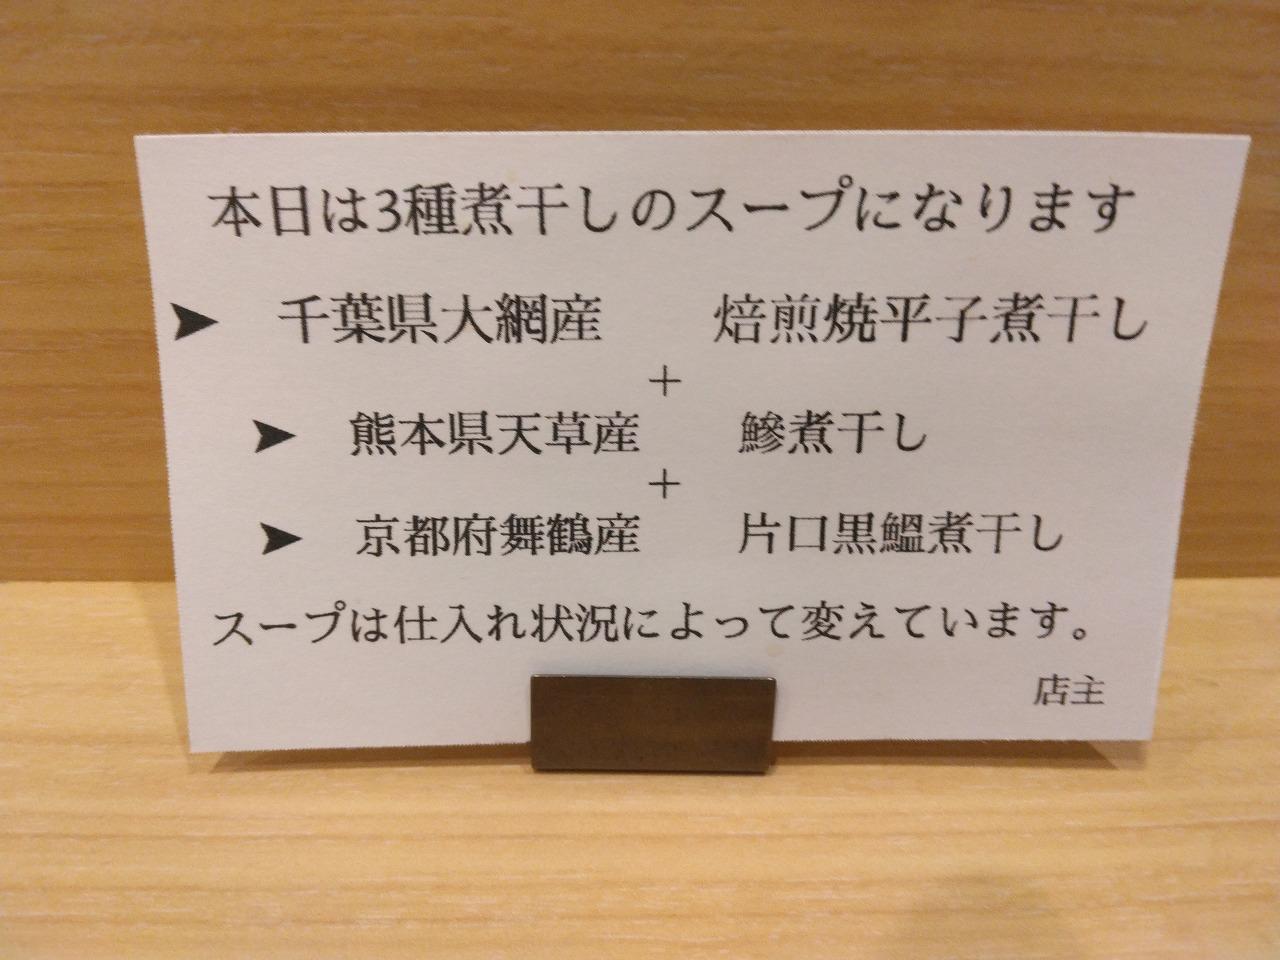 本日は3種煮干しのスープになります
➤ 千葉県大網産 焙煎焼平子煮干し
+
➤ 熊本県天草産 鰺煮干し
+
➤ 京都府舞鶴産 片口黒鰮煮干し
スープは仕入れ状況によって変えています。
店主